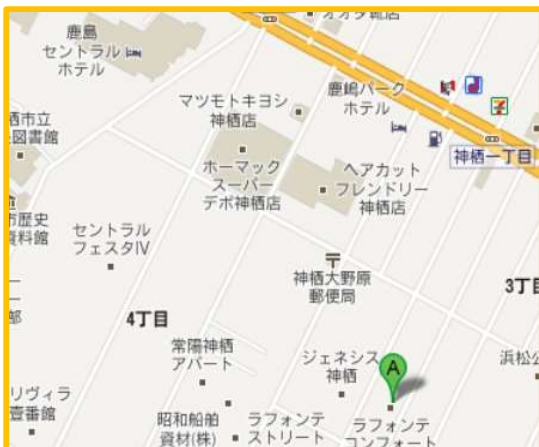 オオタ靴店
鹿島
セントラル
ホテル
鹿嶋パーク
ホテル
マツモトキヨシ
神栖店
栖市立
図書館
神栖一丁目
ホーマック
スーパー
デポ神栖店
ヘアカット
フレンドリー
神栖店
市歴史
資料館
セントラル
フェスタⅣ
神栖大野原
郵便局
3丁目
4丁目
常陽神栖
アパート
ジェネシス
神栖
A
浜松公
リヴィラ
壹番館
昭和船舶
資材(株)
ラフォンテ
ストリート
ラフォンテ
コンフォート